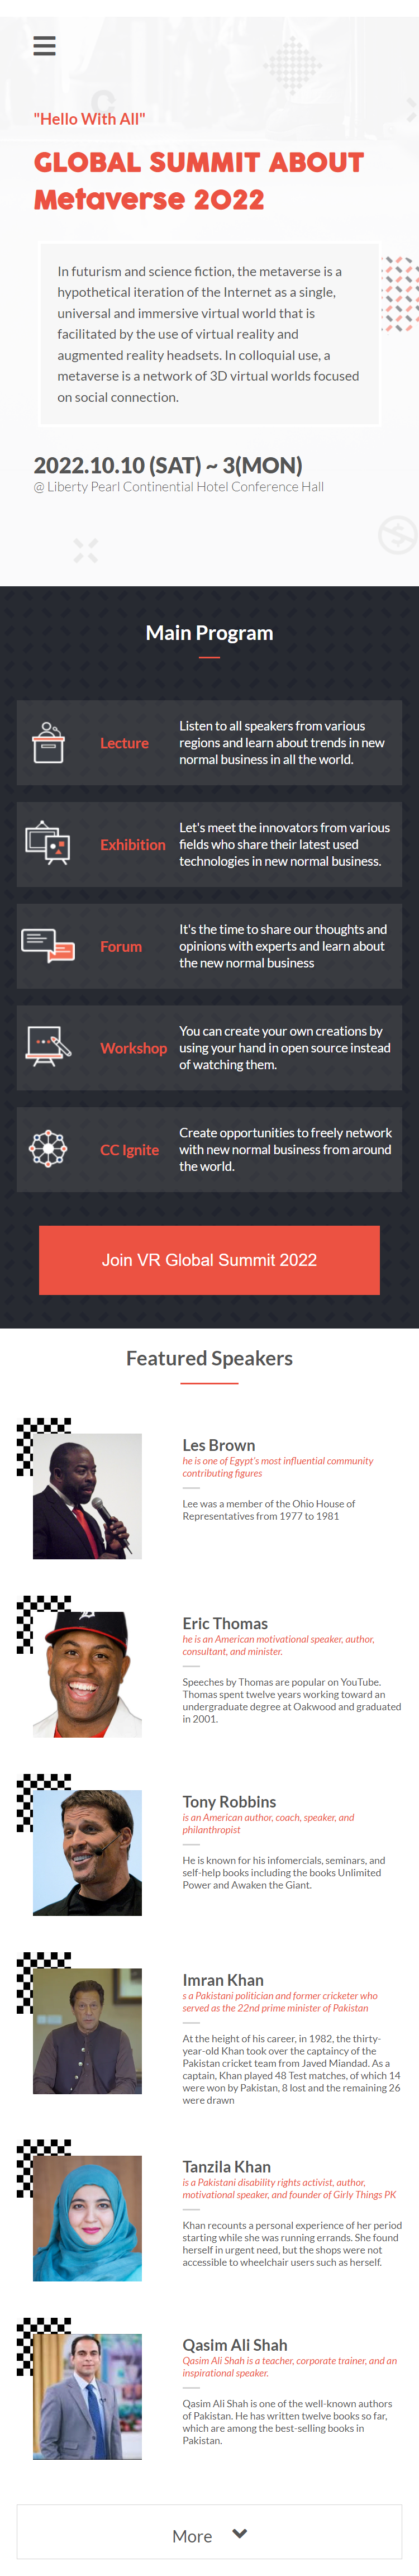 "Hello With All"
GLOBAL SUMMIT ABOUT
Metaverse 2022
In futurism and science fiction, the metaverse is a
hypothetical iteration of the Internet as a single,
universal and immersive virtual world that is
facilitated by the use of virtual reality and
augmented reality headsets. In colloquial use, a
metaverse is a network of 3D virtual worlds focused
on social connection.
2022.10.10 (SAT) ~ 3(MON)
@ Liberty Pearl Continential Hotel Conference Hall
Main Program
Lecture
Listen to all speakers from various
regions and learn about trends in new
normal business in all the world.
Exhibition
Let's meet the innovators from various
fields who share their latest used
technologies in new normal business.
Forum
It's the time to share our thoughts and
opinions with experts and learn about
the new normal business
Workshop
You can create your own creations by
using your hand in open source instead
of watching them.
CC Ignite
Create opportunities to freely network
with new normal business from around
the world.
Join VR Global Summit 2022
Featured Speakers
Les Brown
he is one of Egypt's most influential community
contributing figures
Lee was a member of the Ohio House of
Representatives from 1977 to 1981
Eric Thomas
he is an American motivational speaker, author,
consultant, and minister.
Speeches by Thomas are popular on YouTube.
Thomas spent twelve years working toward an
undergraduate degree at Oakwood and graduated
in 2001.
Tony Robbins
is an American author, coach, speaker, and
philanthropist
He is known for his infomercials, seminars, and
self-help books including the books Unlimited
Power and Awaken the Giant.
Imran Khan
s a Pakistani politician and former cricketer who
served as the 22nd prime minister of Pakistan
At the height of his career, in 1982, the thirty-
year-old Khan took over the captaincy of the
Pakistan cricket team from Javed Miandad. As a
captain, Khan played 48 Test matches, of which 14
were won by Pakistan, 8 lost and the remaining 26
were drawn
Tanzila Khan
is a Pakistani disability rights activist, author,
motivational speaker, and founder of Girly Things PK
Khan recounts a personal experience of her period
starting while she was running errands. She found
herself in urgent need, but the shops were not
accessible to wheelchair users such as herself.
Qasim Ali Shah
Qasim Ali Shah is a teacher, corporate trainer, and an
inspirational speaker.
Qasim Ali Shah is one of the well-known authors
of Pakistan. He has written twelve books so far,
which are among the best-selling books in
Pakistan.
More